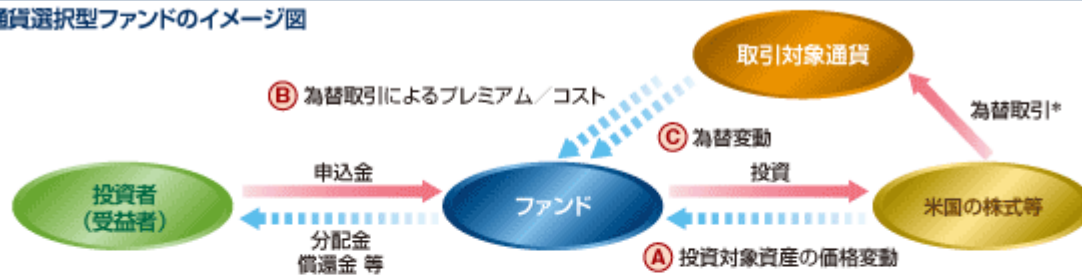 通貨選択型ファンドのイメージ図
取引対象通貨
B 為替取引によるプレミアム／コスト
為替取引*
C 為替変動
投資者
（受益者）
申込金
ファンド
投資
米国の株式等
分配金
償還金 等
A 投資対象資産の価格変動